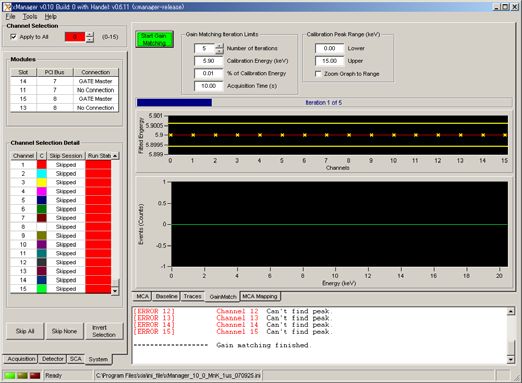 xManager v0.10 Build: 0 with Handel: v0.6.11 (xmanager-release)
File Tools Help
Channel Selection
Apply to All 0 (0-15)
Modules
Slot PCI Bus Connection
14 7 GATE Master
11 7 No Connection
15 8 GATE Master
13 8 No Connection
Channel Selection Detail
Channel C Skip Session Run Stati
1 Skipped
2 Skipped
3 Skipped
4 Skipped
5 Skipped
6 Skipped
7 Skipped
8 Skipped
9 Skipped
10 Skipped
11 Skipped
12 Skipped
13 Skipped
14 Skipped
15 Skipped
Skip All Skip None Invert Selection
Acquisition Detector SCA System
Start Gain Matching
Gain Matching Iteration Limits
5 Number of Iterations
5.90 Calibration Energy (keV)
0.01 % of Calibration Energy
10.00 Acquisition Time (s)
Calibration Peak Range (keV)
0.00 Lower
15.00 Upper
Zoom Graph to Range
Iteration 1 of 5
Fitted Engergy
5.901
5.9005
5.9
5.8995
5.899
0 1 2 3 4 5 6 7 8 9 10 11 12 13 14 15
Channels
Events (Counts)
1
0.5
0
-0.5
-1
0 2 4 6 8 10 12 14 16 18 20
Energy (keV)
MCA Baseline Traces GainMatch MCA Mapping
[ERROR 12] Channel 12 Can't find peak.
[ERROR 13] Channel 13 Can't find peak.
[ERROR 14] Channel 14 Can't find peak.
[ERROR 15] Channel 15 Can't find peak.
------------------ Gain matching finished.
Ready C:\Program Files\xia\ini_file\xManager_10_0_MnK_1us_070925.ini